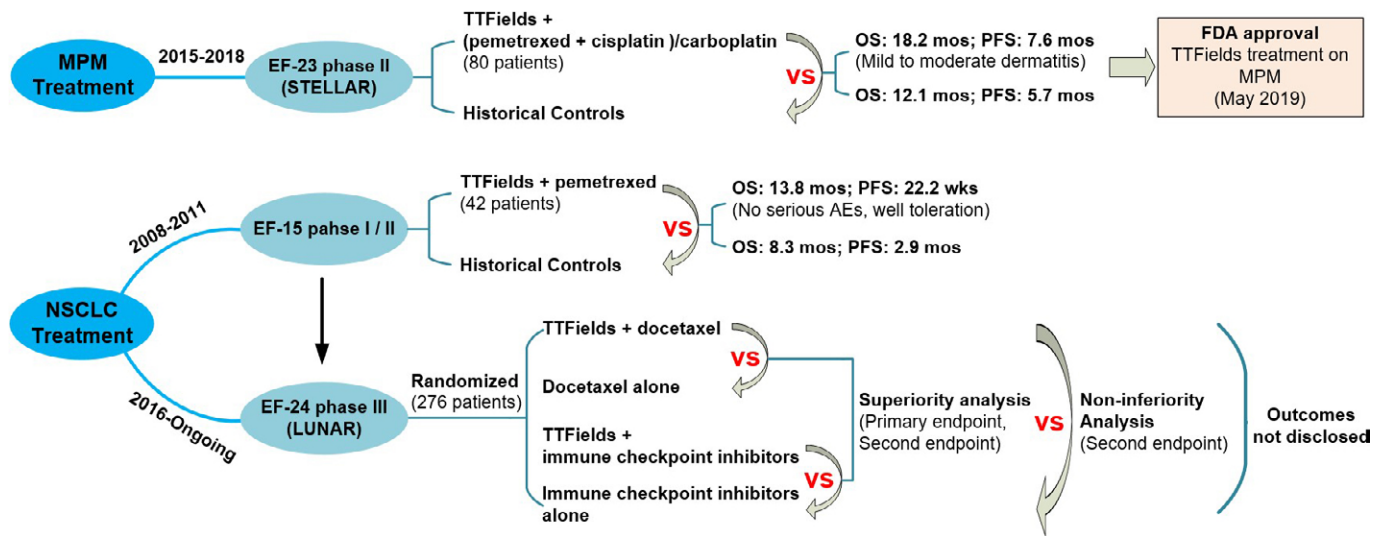 MPM
Treatment
2015-2018
EF-23 phase II
(STELLAR)
TTFields +
(pemetrexed + cisplatin )/carboplatin
(80 patients)
Historical Controls
VS
OS: 18.2 mos; PFS: 7.6 mos
(Mild to moderate dermatitis)
OS: 12.1 mos; PFS: 5.7 mos
FDA approval
TTFields treatment on
MPM
(May 2019)
NSCLC
Treatment
2008-2011
EF-15 pahse I / II
TTFields + pemetrexed
(42 patients)
Historical Controls
VS
OS: 13.8 mos; PFS: 22.2 wks
(No serious AEs, well toleration)
OS: 8.3 mos; PFS: 2.9 mos
2016-Ongoing
EF-24 phase III
(LUNAR)
Randomized
(276 patients)
TTFields + docetaxel
VS
Docetaxel alone
TTFields +
immune checkpoint inhibitors
VS
Immune checkpoint inhibitors
alone
Superiority analysis
(Primary endpoint,
Second endpoint)
VS
Non-inferiority
Analysis
(Second endpoint)
Outcomes
not disclosed